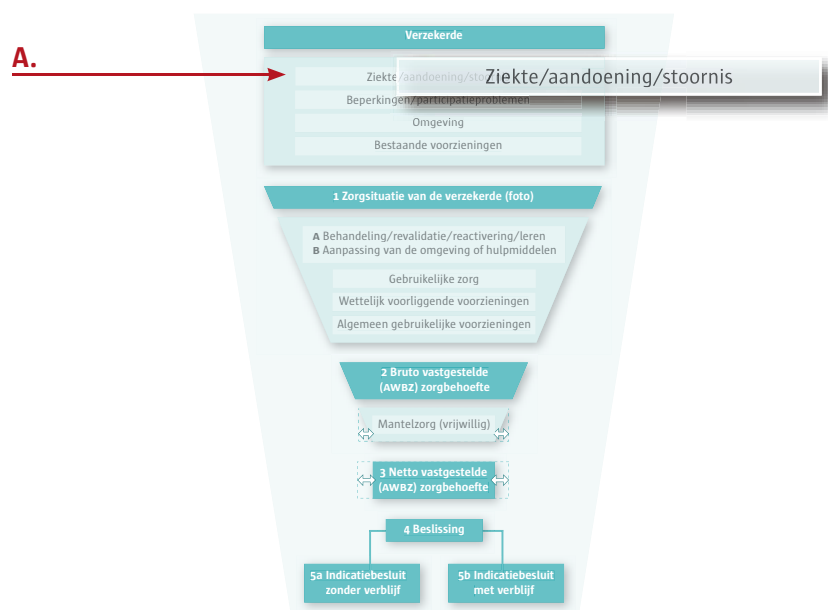 Verzekerde
A.
Ziekte/aandoening/stoornis
Ziekte/aandoening/stoornis
Beperkingen/participatieproblemen
Omgeving
Bestaande voorzieningen
1 Zorgsituatie van de verzekerde (foto)
A Behandeling/revalidatie/reactivering/leren
B Aanpassing van de omgeving of hulpmiddelen
Gebruikelijke zorg
Wettelijk voorliggende voorzieningen
Algemeen gebruikelijke voorzieningen
2 Bruto vastgestelde
(AWBZ) zorgbehoefte
Mantelzorg (vrijwillig)
3 Netto vastgestelde
(AWBZ) zorgbehoefte
4 Beslissing
5a Indicatiebesluit
zonder verblijf
5b Indicatiebesluit
met verblijf